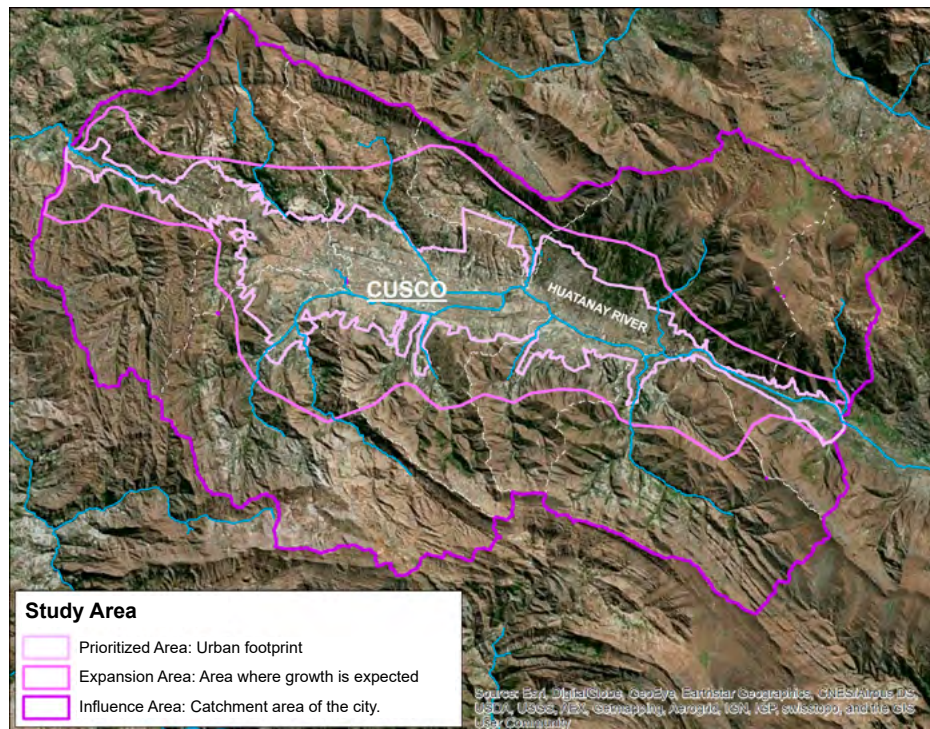 CUSCO
HUATANAY RIVER
Study Area
Prioritized Area: Urban footprint
Expansion Area: Area where growth is expected
Influence Area: Catchment area of the city.
Source: Esri, DigitalGlobe, GeoEye, Earthstar Geographics, CNES/Airbus DS,
USDA, USGS, AEX, Getmapping, Aerogrid, IGN, IGP, swisstopo, and the GIS
User Community